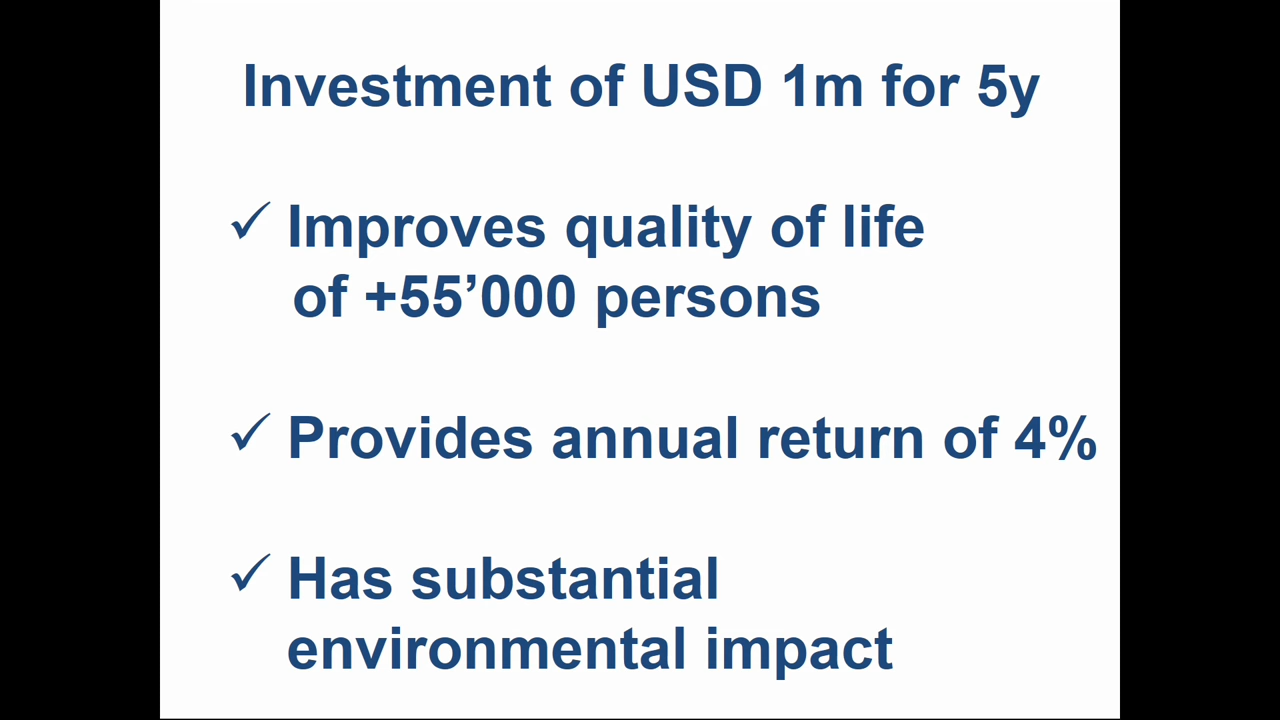 Investment of USD 1m for 5y
✓ Improves quality of life
of +55’000 persons
✓ Provides annual return of 4%
✓ Has substantial
environmental impact